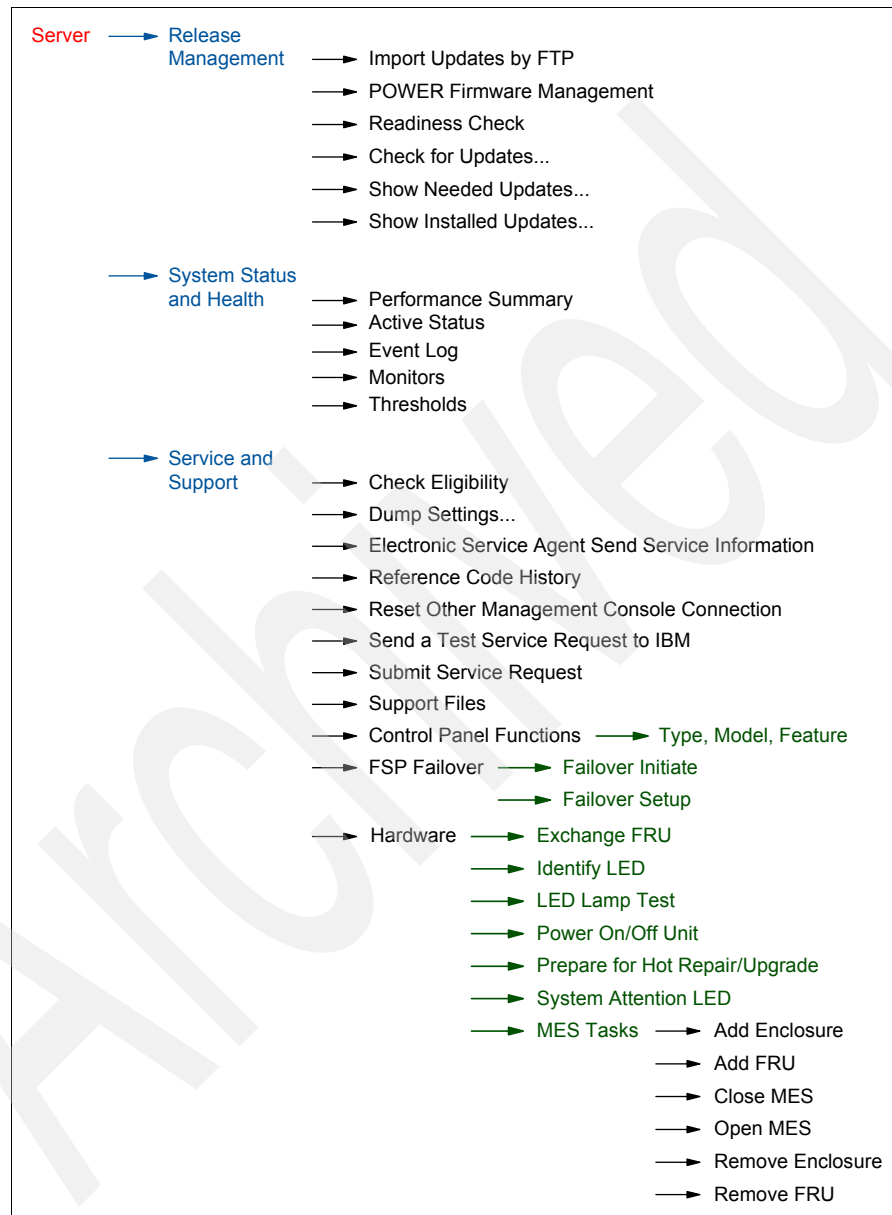 Server Release
Management
Import Updates by FTP
POWER Firmware Management
Readiness Check
Check for Updates...
Show Needed Updates...
Show Installed Updates...
System Status
and Health
Performance Summary
Active Status
Event Log
Monitors
Thresholds
Service and
Support
Check Eligibility
Dump Settings...
Electronic Service Agent Send Service Information
Reference Code History
Reset Other Management Console Connection
Send a Test Service Request to IBM
Submit Service Request
Support Files
Control Panel Functions Type, Model, Feature
FSP Failover Failover Initiate
Failover Setup
Hardware Exchange FRU
Identify LED
LED Lamp Test
Power On/Off Unit
Prepare for Hot Repair/Upgrade
System Attention LED
MES Tasks Add Enclosure
Add FRU
Close MES
Open MES
Remove Enclosure
Remove FRU
Archived